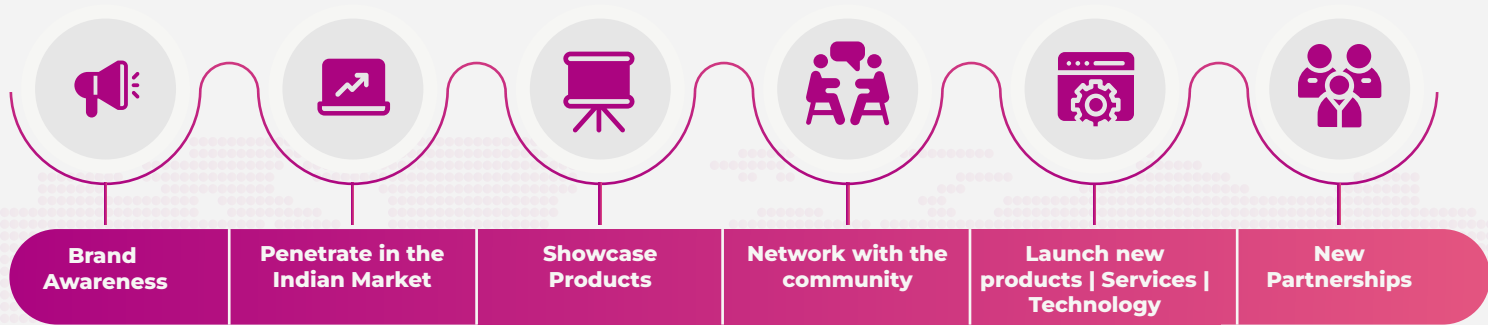 Brand
Awareness
Penetrate in the
Indian Market
Showcase
Products
Network with the
community
Launch new
products | Services |
Technology
New
Partnerships